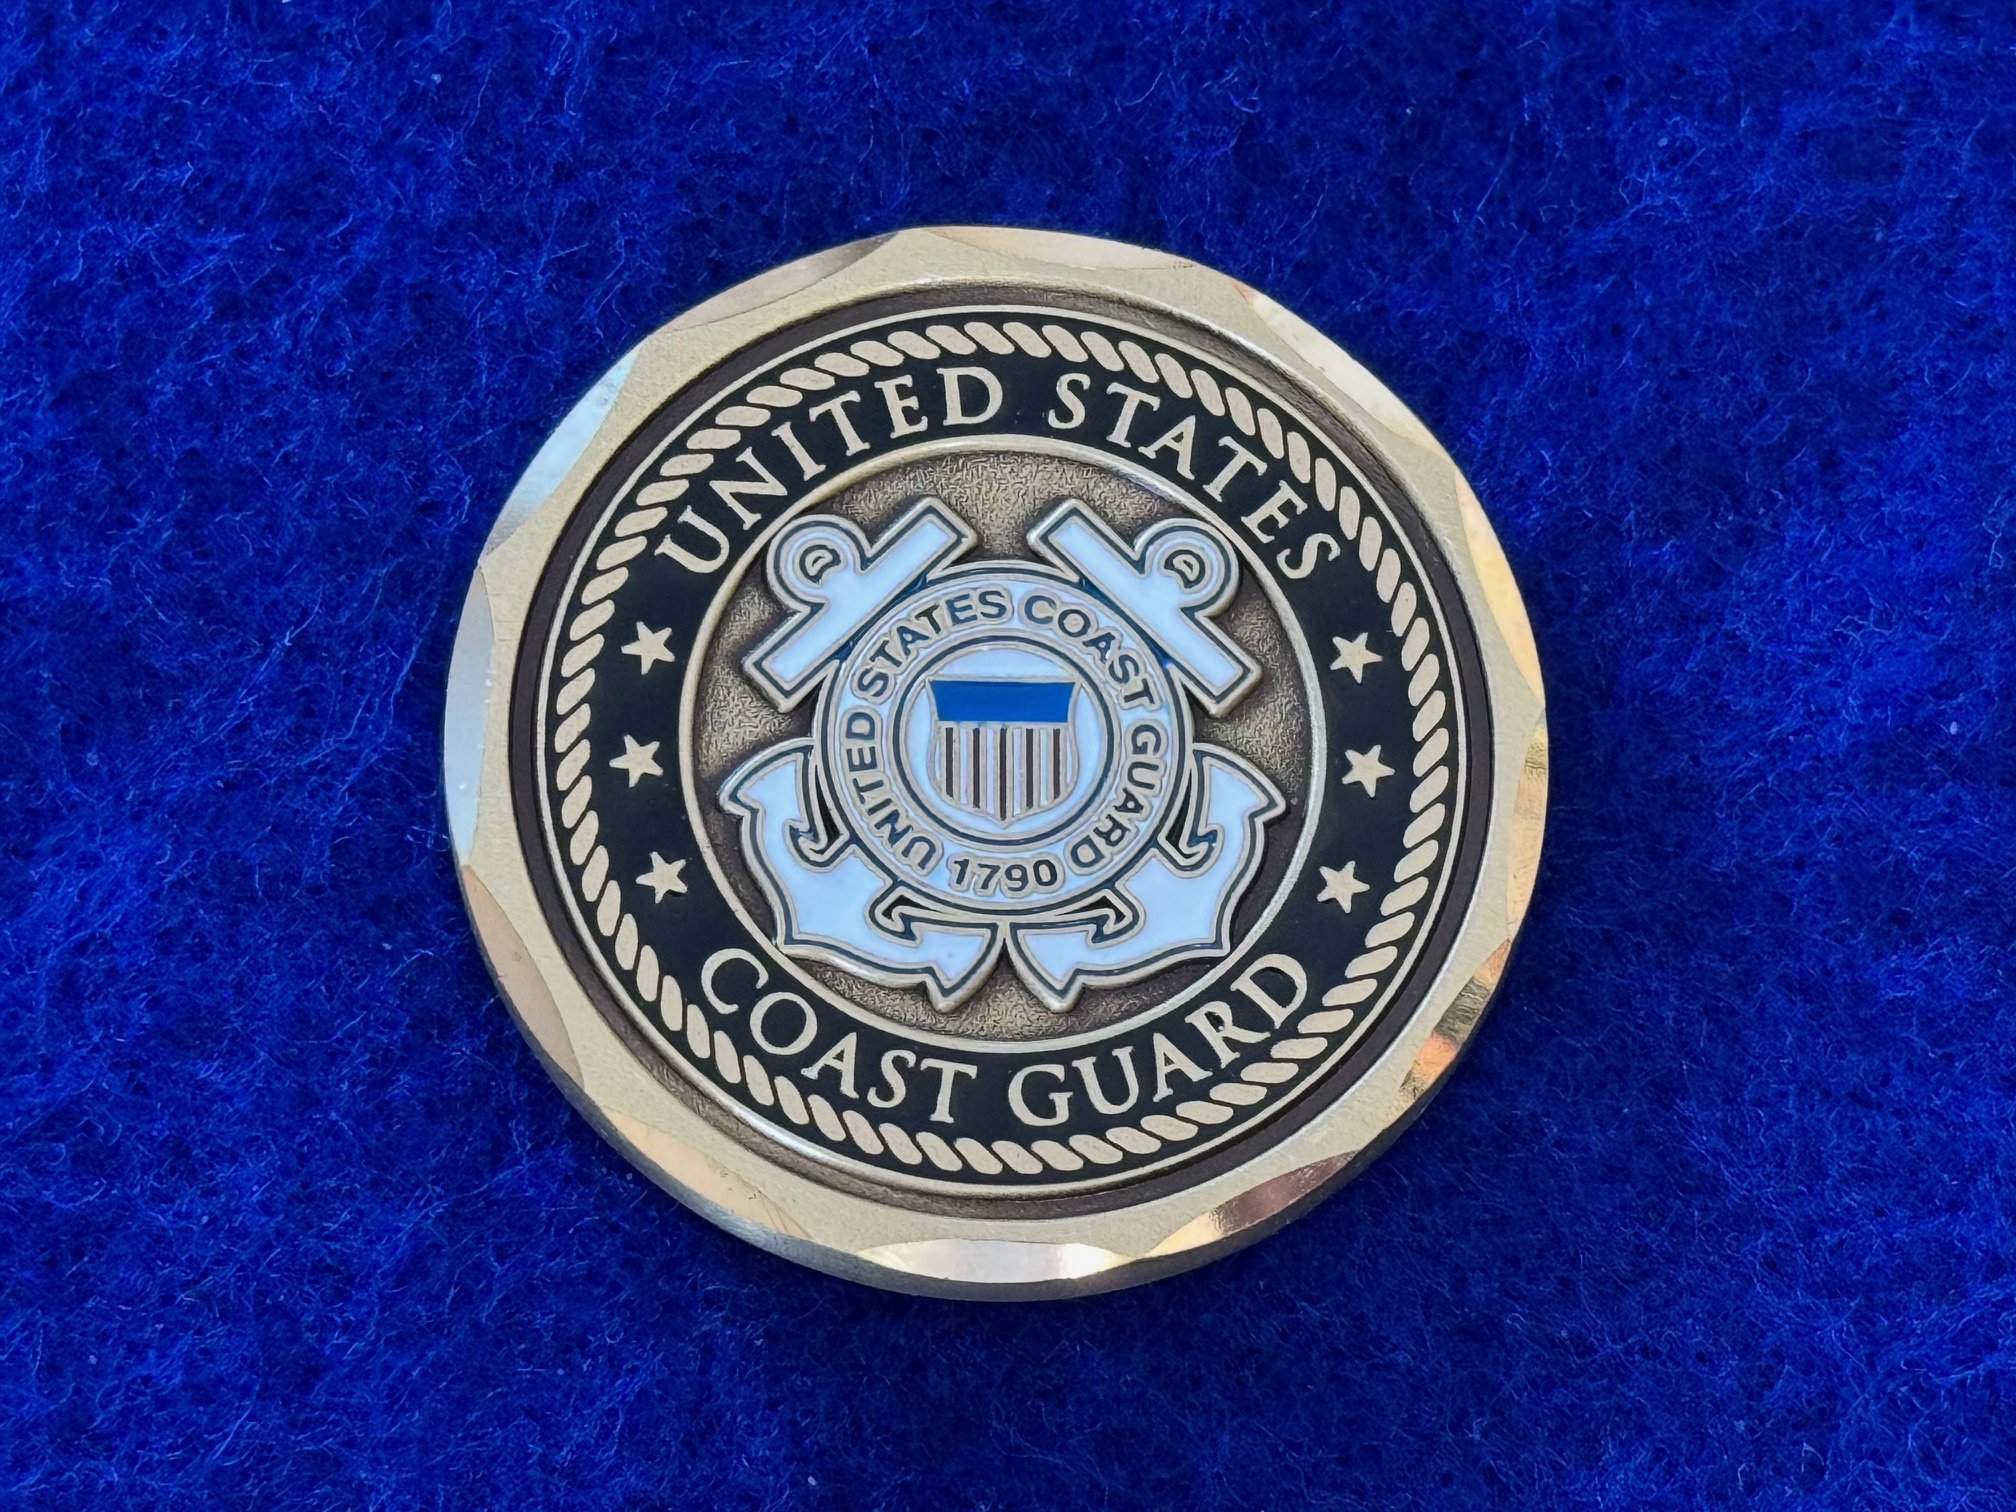 UNITED STATES
UNITED STATES COAST GUARD
1790
COAST GUARD